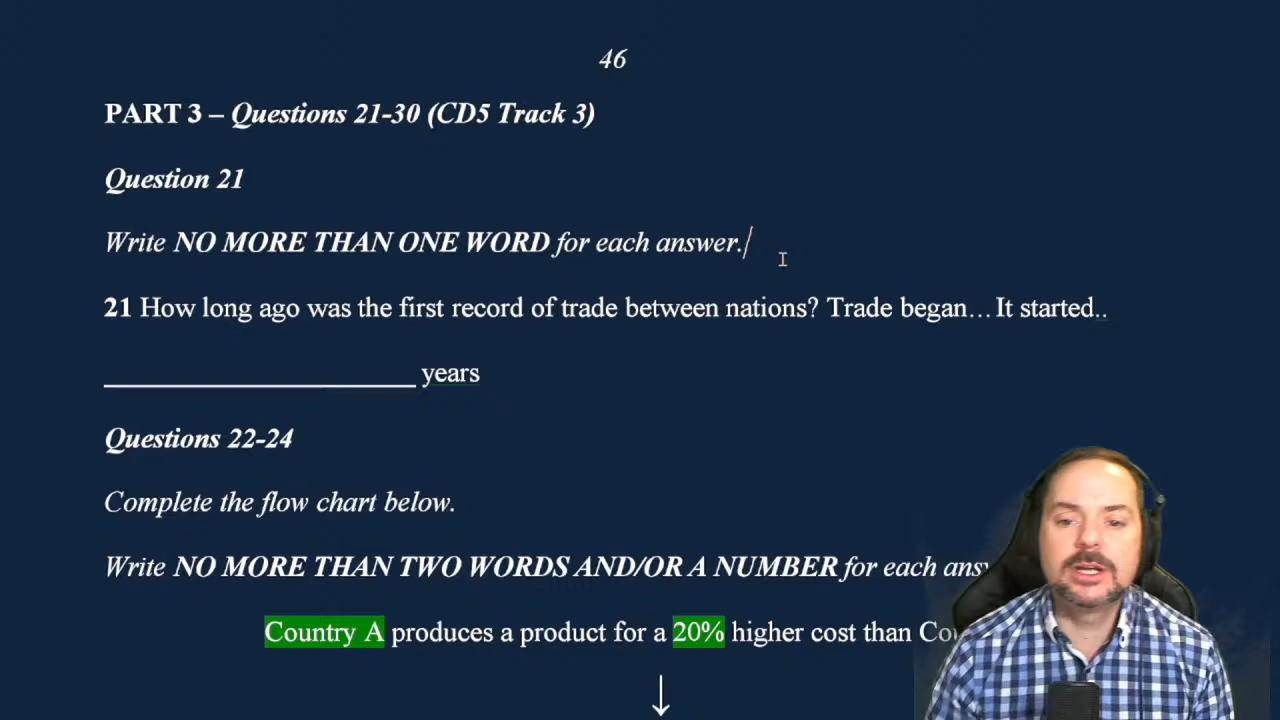 46
PART 3 – Questions 21-30 (CD5 Track 3)
Question 21
Write NO MORE THAN ONE WORD for each answer./
21 How long ago was the first record of trade between nations? Trade began…It started..
____________________ years
Questions 22-24
Complete the flow chart below.
Write NO MORE THAN TWO WORDS AND/OR A NUMBER for each
Country A produces a product for a 20% higher cost than